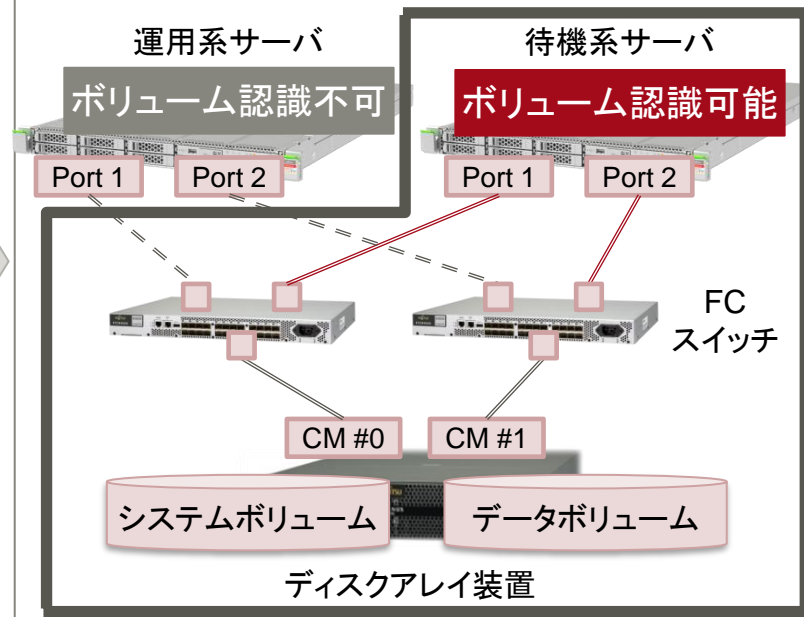 運用系サーバ
待機系サーバ
ボリューム認識不可
ボリューム認識可能
Port 1
Port 2
Port 1
Port 2
FC
スイッチ
CM #0
CM #1
システムボリューム
データボリューム
ディスクアレイ装置